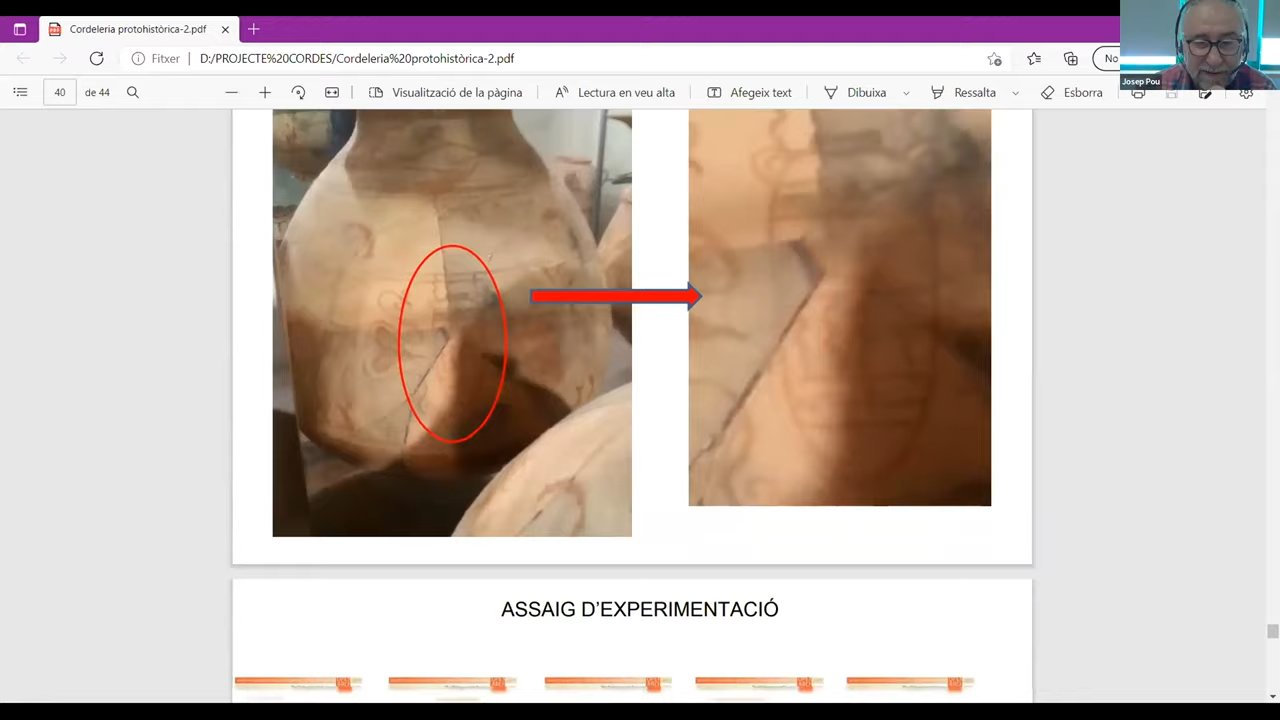 Cordeleria protohistòrica-2.pdf
Fitxer
D:/PROJECTE%20CORDES/Cordeleria%20protohistòrica-2.pdf
No
Josep Pou
40
de 44
Visualització de la pàgina
Lectura en veu alta
Afegeix text
Dibuixa
Ressalta
Esborra
ASSAIG D'EXPERIMENTACIÓ